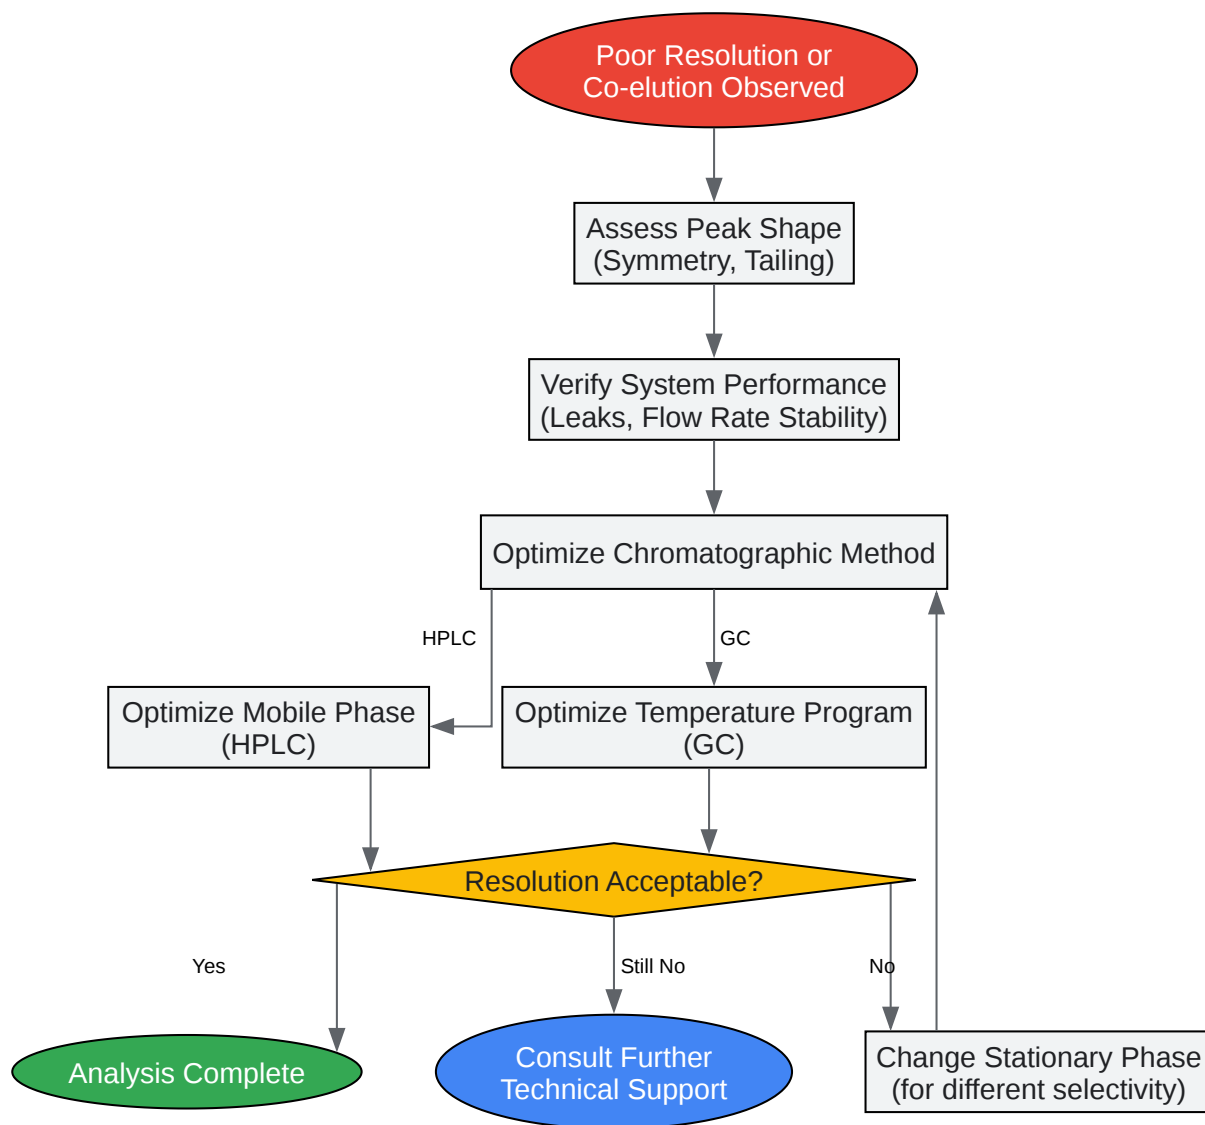 Poor Resolution or
Co-elution Observed
Assess Peak Shape
(Symmetry, Tailing)
Verify System Performance
(Leaks, Flow Rate Stability)
Optimize Chromatographic Method
HPLC
GC
Optimize Mobile Phase
(HPLC)
Optimize Temperature Program
(GC)
Resolution Acceptable?
Yes
Still No
No
Analysis Complete
Consult Further
Technical Support
Change Stationary Phase
(for different selectivity)